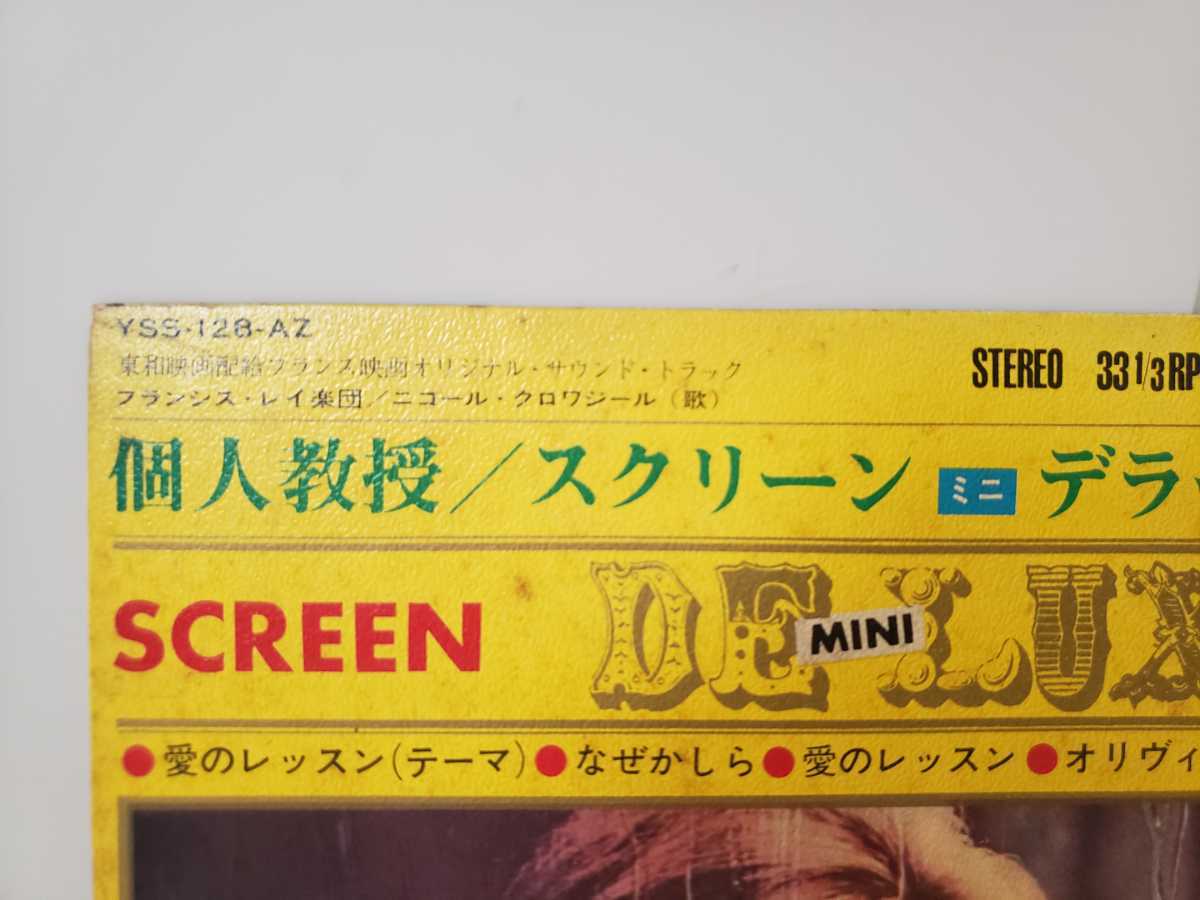 YSS-128-AZ
東和映画配給フランス映画オリジナル・サウンド・トラック
フランシス・レイ楽団/ニコール・クロワジール（歌）
STEREO 33 1/3 RP
個人教授/スクリーン ミニ デラ
SCREEN DE MINI LUX
●愛のレッスン(テーマ)●なぜかしら●愛のレッスン●オリヴィ